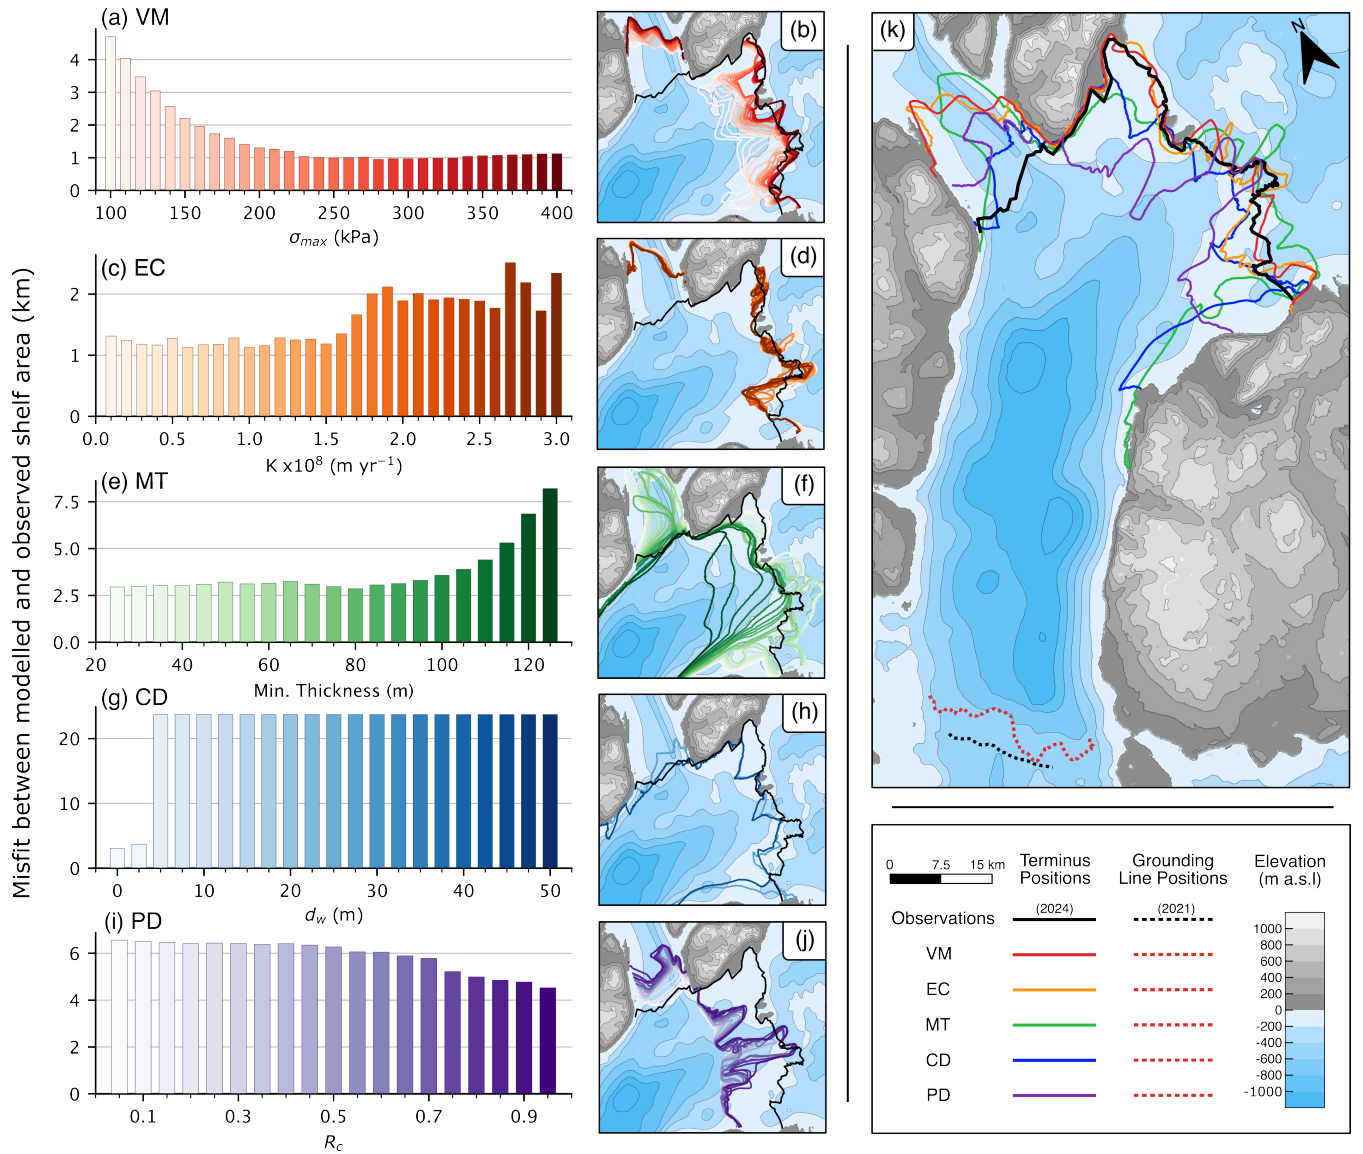 Misfit between modelled and observed shelf area (km)
(a) VM
4
3
2
1
0
100 150 200 250 300 350 400
σmax (kPa)
(b)
(c) EC
2
1
0
0.0 0.5 1.0 1.5 2.0 2.5 3.0
K x10⁸ (m yr⁻¹)
(d)
(e) MT
7.5
5.0
2.5
0.0
20 40 60 80 100 120
Min. Thickness (m)
(f)
(g) CD
20
10
0
0 10 20 30 40 50
dw (m)
(h)
(i) PD
6
4
2
0
0.1 0.3 0.5 0.7 0.9
Rc
(j)
(k)
N
0 7.5 15 km
Terminus Positions
Grounding Line Positions
Elevation (m a.s.l)
(2024) (2021)
Observations
VM
EC
MT
CD
PD
1000
800
600
400
200
0
-200
-400
-600
-800
-1000